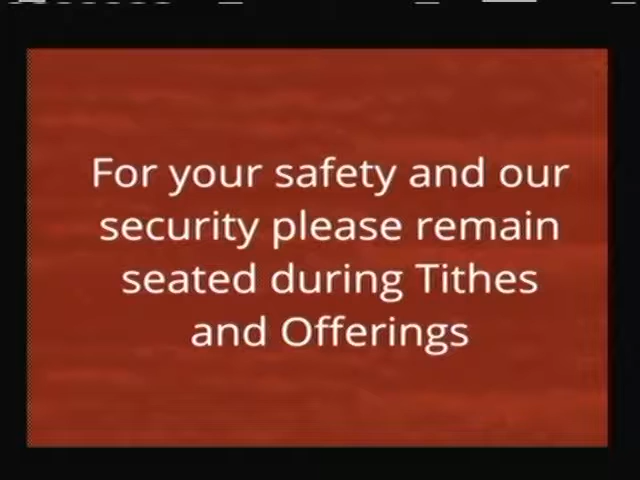 For your safety and our
security please remain
seated during Tithes
and Offerings